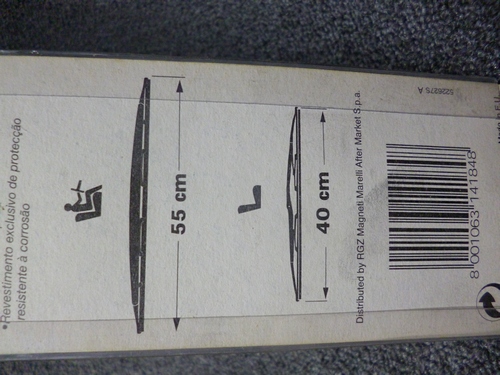 *Revestimento exclusivo de protecção
resistente à corrosão
55 cm
40 cm
Distributed by RGZ Magneti Marelli After Market S.p.a.
5226275 A
8 001063 141848